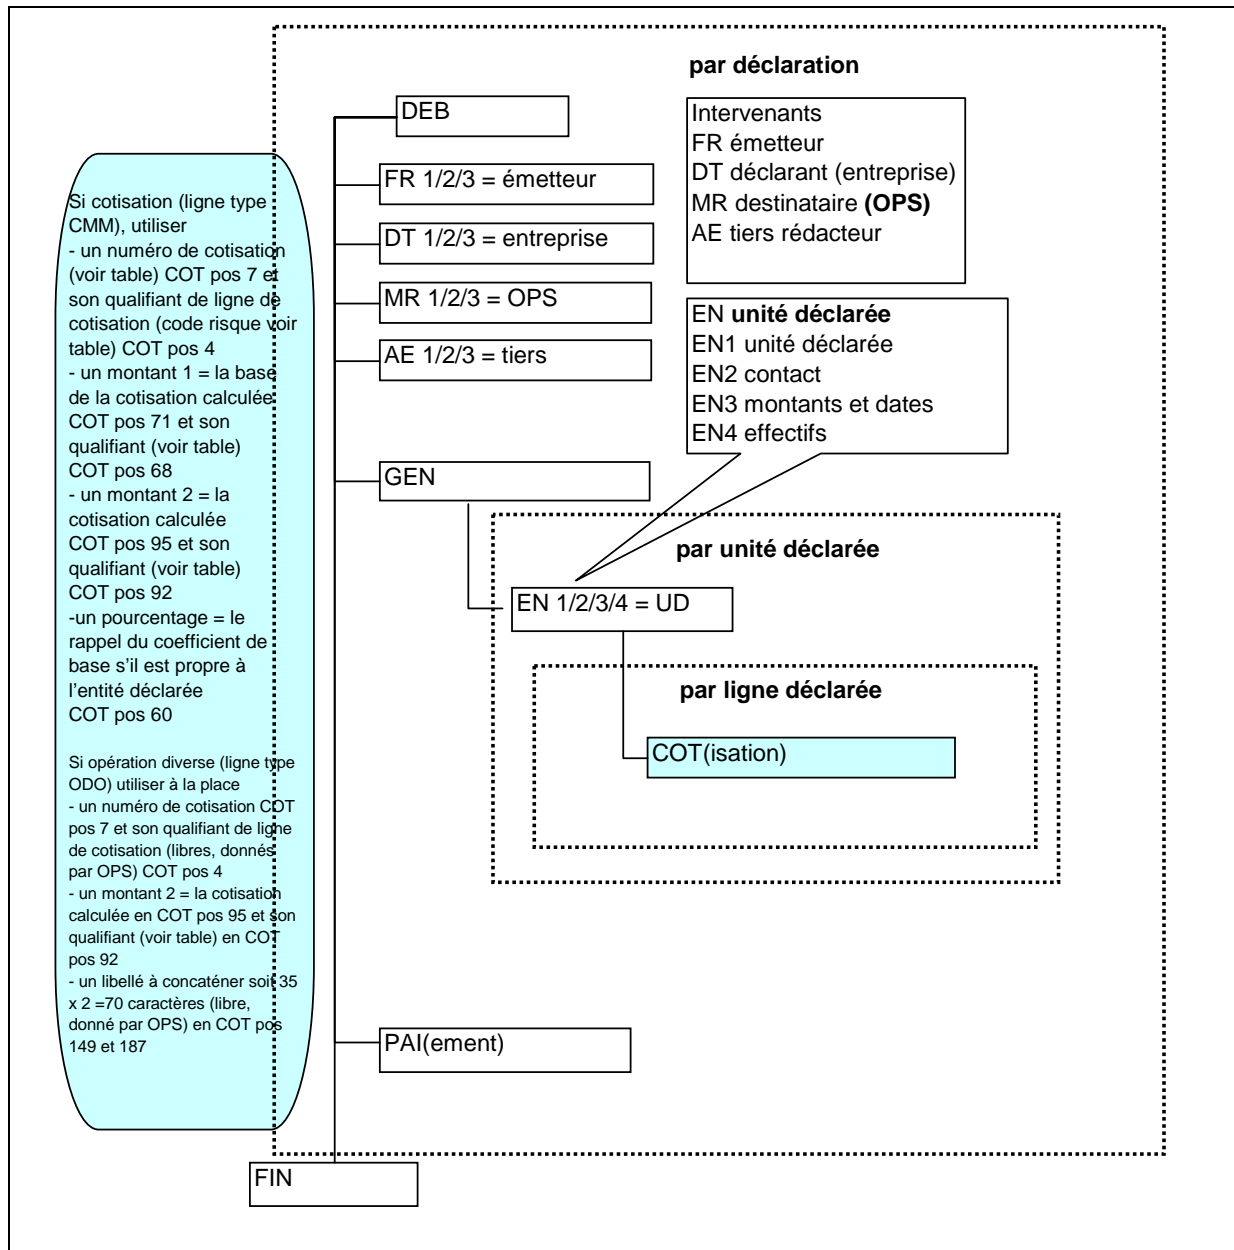 par déclaration
DEB
Intervenants
FR émetteur
DT déclarant (entreprise)
MR destinataire (OPS)
AE tiers rédacteur
FR 1/2/3 = émetteur
DT 1/2/3 = entreprise
MR 1/2/3 = OPS
AE 1/2/3 = tiers
Si cotisation (ligne type
CMM), utiliser
- un numéro de cotisation
(voir table) COT pos 7 et
son qualifiant de ligne de
cotisation (code risque voir
table) COT pos 4
- un montant 1 = la base
de la cotisation calculée
COT pos 71 et son
qualifiant (voir table)
COT pos 68
- un montant 2 = la
cotisation calculée
COT pos 95 et son
qualifiant (voir table)
COT pos 92
-un pourcentage = le
rappel du coefficient de
base s'il est propre à
l'entité déclarée
COT pos 60
Si opération diverse (ligne type
ODO) utiliser à la place
- un numéro de cotisation COT
pos 7 et son qualifiant de ligne
de cotisation (libres, donnés
par OPS) COT pos 4
- un montant 2 = la cotisation
calculée en COT pos 95 et son
qualifiant (voir table) en COT
pos 92
- un libellé à concaténer soit 35
x 2 =70 caractères (libre,
donné par OPS) en COT pos
149 et 187
EN unité déclarée
EN1 unité déclarée
EN2 contact
EN3 montants et dates
EN4 effectifs
GEN
par unité déclarée
EN 1/2/3/4 = UD
par ligne déclarée
COT(isation)
PAI(ement)
FIN